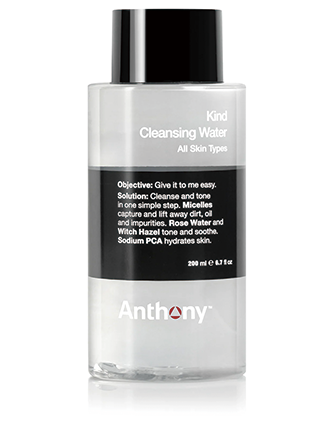 Kind
Cleansing Water
All Skin Types
Objective: Give it to me easy.
Solution: Cleanse and tone
in one simple step. Micelles
capture and lift away dirt, oil
and impurities. Rose Water and
Witch Hazel tone and soothe.
Sodium PCA hydrates skin.
200 ml ℮ 6.7 fl oz
Anthony™